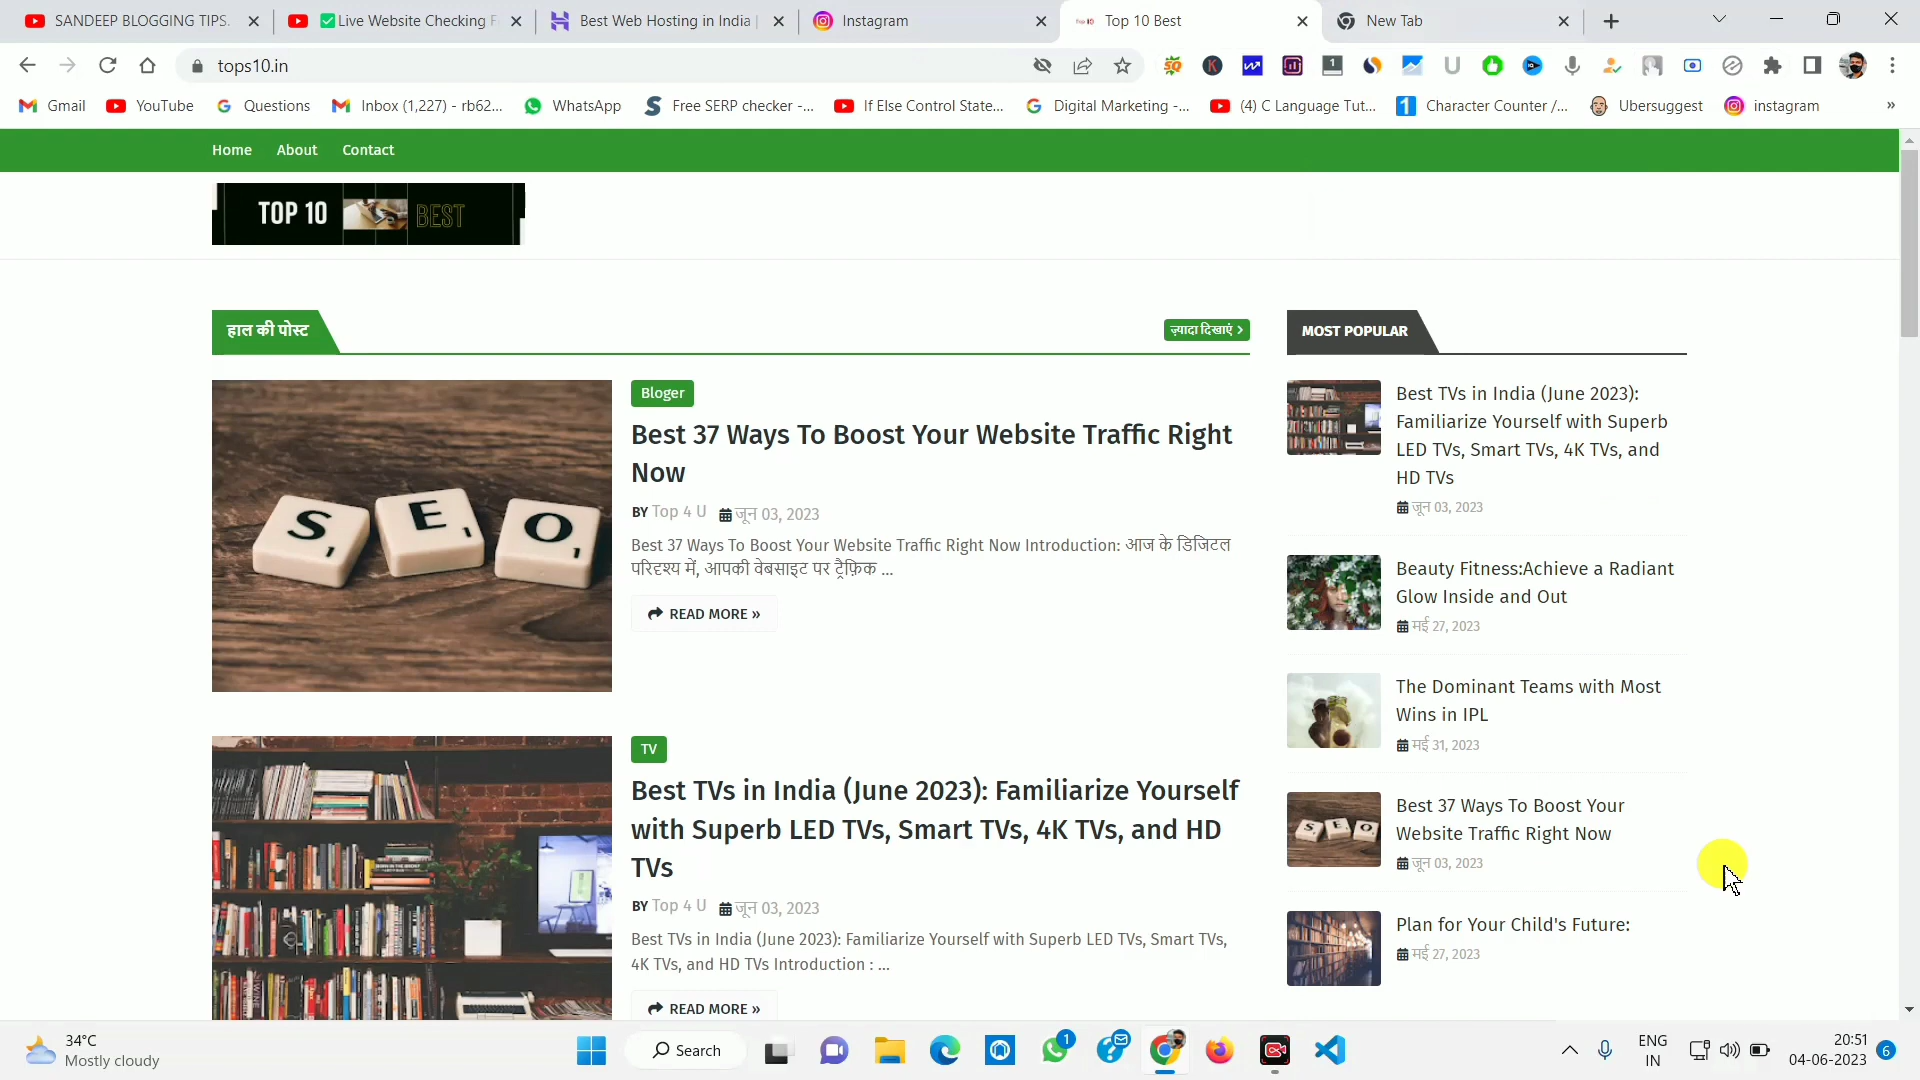 SANDEEP BLOGGING TIPS.
Live Website Checking F
Best Web Hosting in India |
Instagram
Top 10 Best
New Tab
tops10.in
Gmail
YouTube
Questions
Inbox (1,227) - rb62...
WhatsApp
Free SERP checker -...
If Else Control State...
Digital Marketing -...
(4) C Language Tut...
Character Counter /...
Ubersuggest
instagram
»
Home About Contact
TOP 10 BEST
हाल की पोस्ट
ज़्यादा दिखाएं
MOST POPULAR
Bloger
Best 37 Ways To Boost Your Website Traffic Right
Now
BY Top 4 U जून 03, 2023
Best 37 Ways To Boost Your Website Traffic Right Now Introduction: आज के डिजिटल
परिदृश्य में, आपकी वेबसाइट पर ट्रैफ़िक ...
READ MORE »
S 1 E 1 O 1
TV
Best TVs in India (June 2023): Familiarize Yourself
with Superb LED TVs, Smart TVs, 4K TVs, and HD
TVs
BY Top 4 U जून 03, 2023
Best TVs in India (June 2023): Familiarize Yourself with Superb LED TVs, Smart TVs,
4K TVs, and HD TVs Introduction : ...
READ MORE »
Best TVs in India (June 2023):
Familiarize Yourself with Superb
LED TVs, Smart TVs, 4K TVs, and
HD TVs
जून 03, 2023
Beauty Fitness:Achieve a Radiant
Glow Inside and Out
मई 27, 2023
The Dominant Teams with Most
Wins in IPL
मई 31, 2023
Best 37 Ways To Boost Your
Website Traffic Right Now
जून 03, 2023
Plan for Your Child's Future:
मई 27, 2023
34°C
Mostly cloudy
Search
1
ENG
IN
20:51
04-06-2023
6